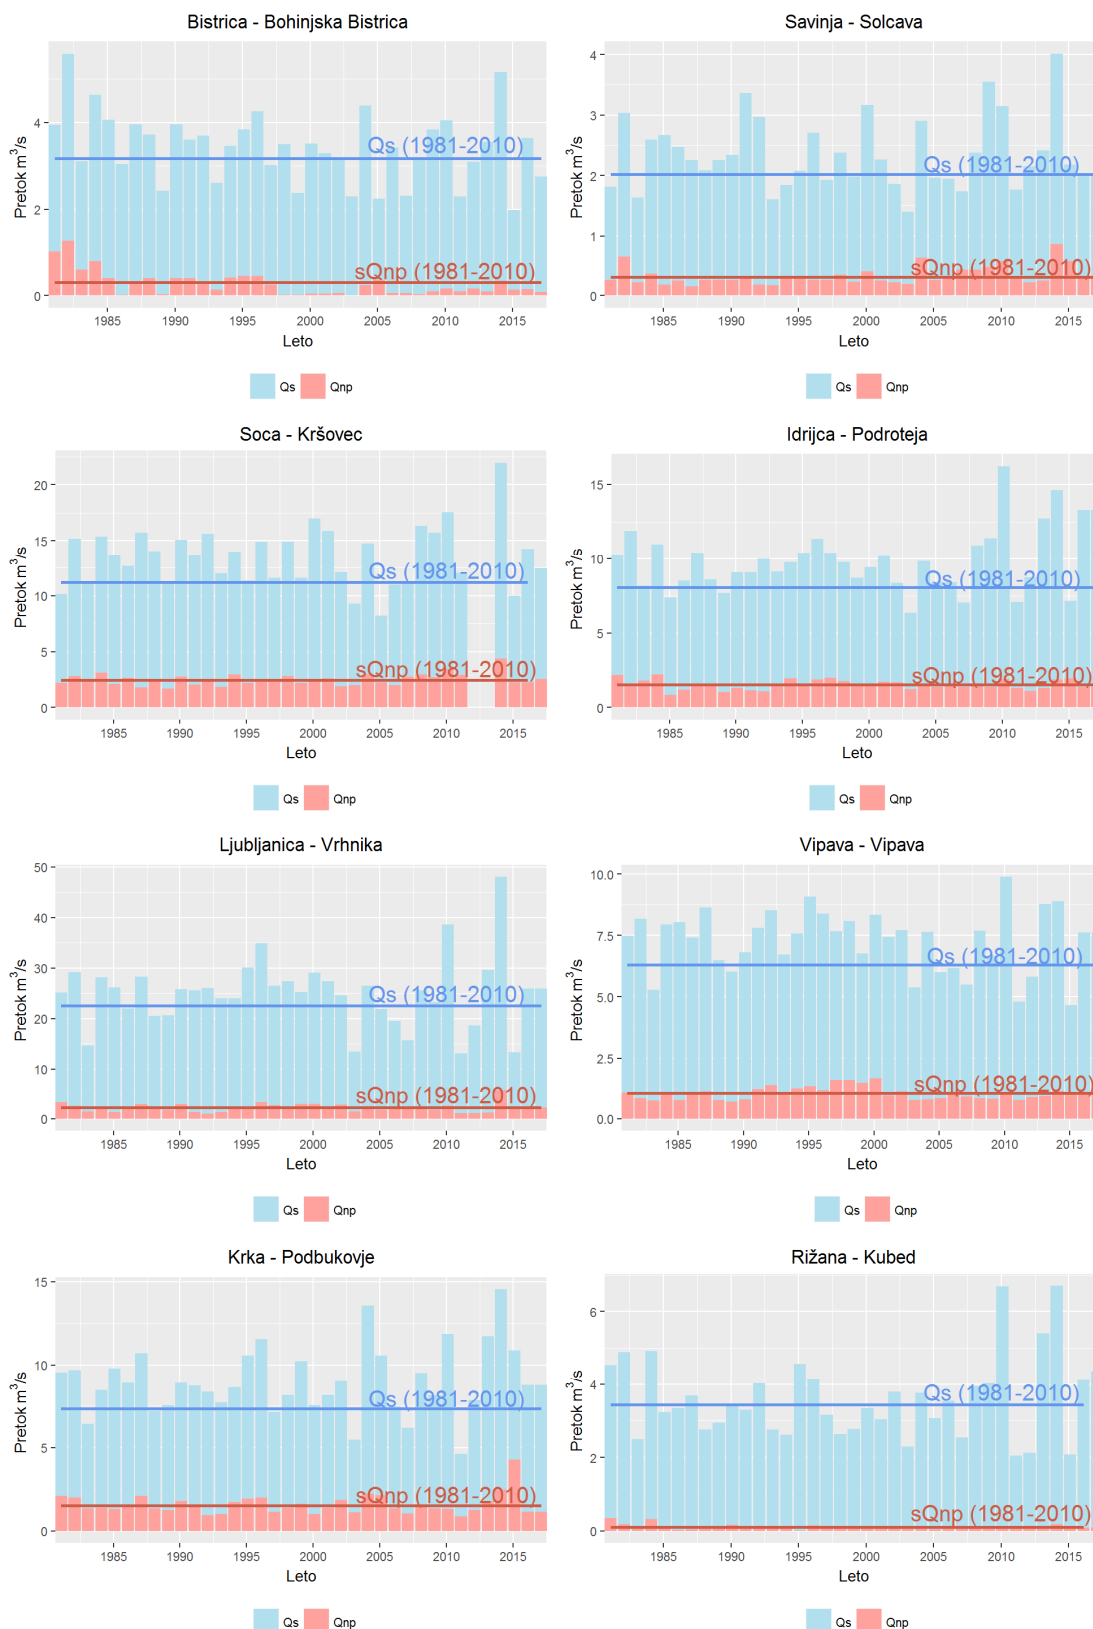 Bistrica - Bohinjska Bistrica
Pretok m³/s
4
2
0
Qs (1981-2010)
sQnp (1981-2010)
1985 1990 1995 2000 2005 2010 2015
Leto
Qs Qnp
Savinja - Solcava
Pretok m³/s
4
3
2
1
0
Qs (1981-2010)
sQnp (1981-2010)
1985 1990 1995 2000 2005 2010 2015
Leto
Qs Qnp
Soca - Kršovec
Pretok m³/s
20
15
10
5
0
Qs (1981-2010)
sQnp (1981-2010)
1985 1990 1995 2000 2005 2010 2015
Leto
Qs Qnp
Idrijca - Podroteja
Pretok m³/s
15
10
5
0
Qs (1981-2010)
sQnp (1981-2010)
1985 1990 1995 2000 2005 2010 2015
Leto
Qs Qnp
Ljubljanica - Vrhnika
Pretok m³/s
50
40
30
20
10
0
Qs (1981-2010)
sQnp (1981-2010)
1985 1990 1995 2000 2005 2010 2015
Leto
Qs Qnp
Vipava - Vipava
Pretok m³/s
10.0
7.5
5.0
2.5
0.0
Qs (1981-2010)
sQnp (1981-2010)
1985 1990 1995 2000 2005 2010 2015
Leto
Qs Qnp
Krka - Podbukovje
Pretok m³/s
15
10
5
0
Qs (1981-2010)
sQnp (1981-2010)
1985 1990 1995 2000 2005 2010 2015
Leto
Qs Qnp
Rižana - Kubed
Pretok m³/s
6
4
2
0
Qs (1981-2010)
sQnp (1981-2010)
1985 1990 1995 2000 2005 2010 2015
Leto
Qs Qnp